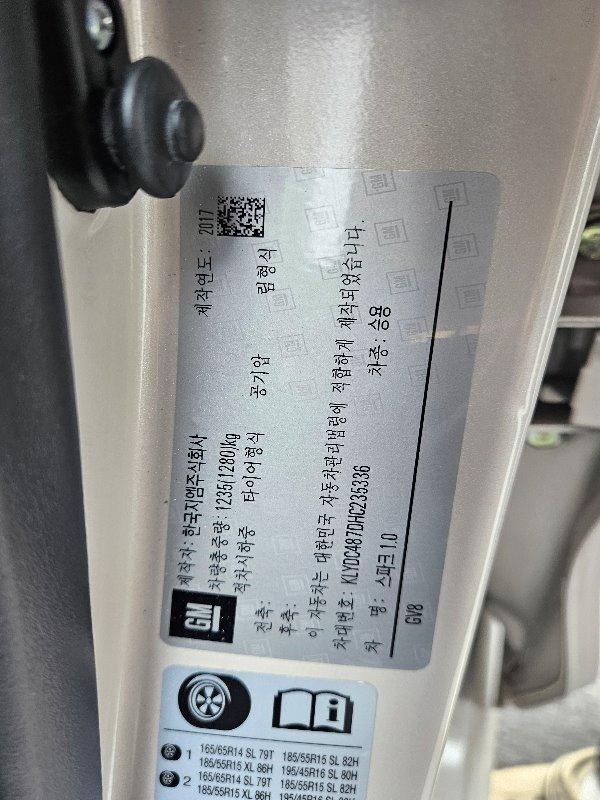 GM
제작자: 한국지엠주식회사
제작연도: 2017
차량총중량: 1235(1280)kg
적차시하중 타이어형식 공기압 림형식
전축:
후축:
이 자동차는 대한민국 자동차관리법령에 적합하게 제작되었습니다.
차대번호: KLYDC487DHC235336
차 명: 스파크 1.0 차종: 승용
GV8
1 165/65R14 SL 79T 185/55R15 SL 82H
185/55R15 XL 86H 195/45R16 SL 80H
2 165/65R14 SL 79T 185/55R15 SL 82H
185/55R15 XL 86H 195/45R16 SL 80H